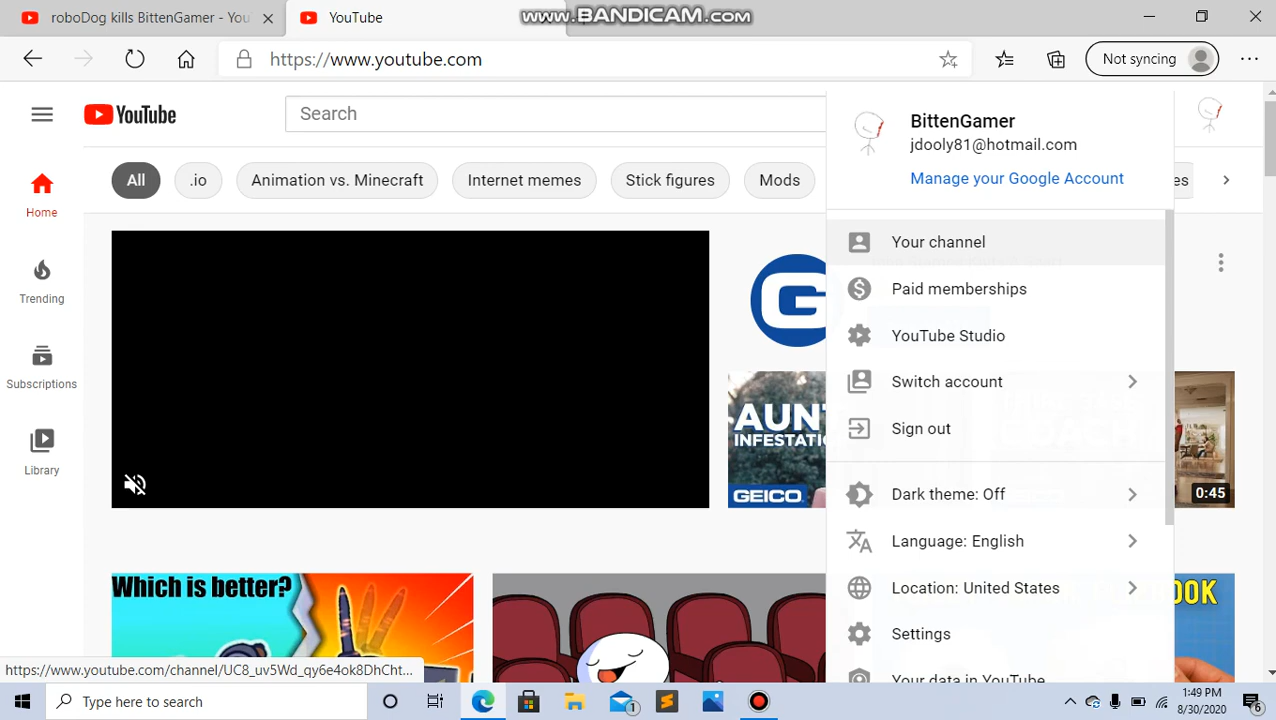 roboDog kills BittenGamer - You
YouTube
www.BANDICAM.com
https://www.youtube.com
Not syncing
YouTube
Search
BittenGamer
jdooly81@hotmail.com
Manage your Google Account
All
.io
Animation vs. Minecraft
Internet memes
Stick figures
Mods
es
Home
Trending
Subscriptions
Library
Your channel
Paid memberships
YouTube Studio
Switch account
Sign out
Dark theme: Off
Language: English
Location: United States
Settings
Your data in YouTube
G
AUNT
INFESTATI
GEICO
0:45
Which is better?
OOK
https://www.youtube.com/channel/UC8_uv5Wd_qy6e4ok8DhCht...
Type here to search
1
1:49 PM
8/30/2020
6